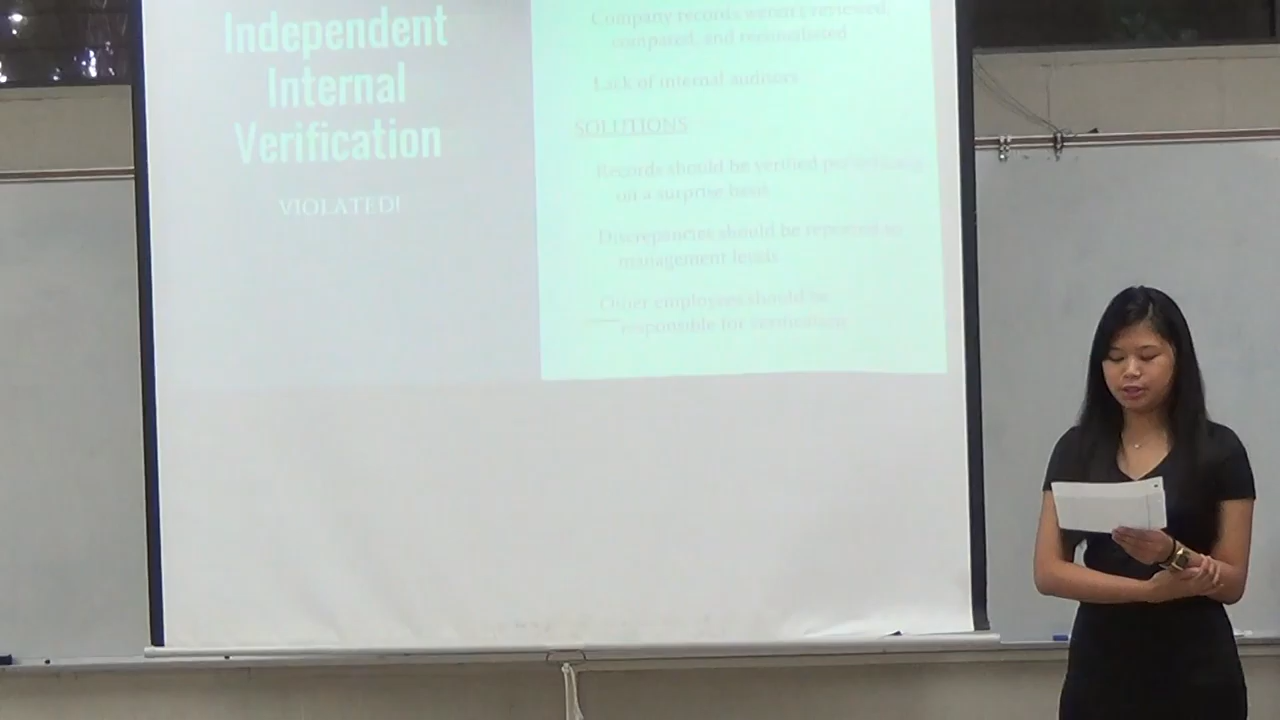 Independent
Internal
Verification
VIOLATED!
Company records weren't reviewed,
compared, and
Lack of internal auditors
SOLUTIONS
Records should be verified periodically
on a surprise basis
Discrepancies should be reported to
management levels
Other employees should be
responsible for verification